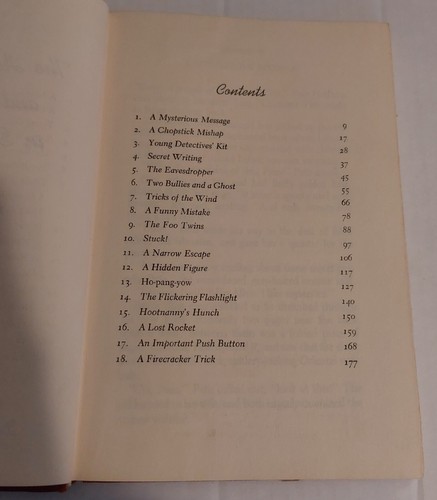 Contents
1. A Mysterious Message 9
2. A Chopstick Mishap 17
3. Young Detectives' Kit 28
4. Secret Writing 37
5. The Eavesdropper 45
6. Two Bullies and a Ghost 55
7. Tricks of the Wind 66
8. A Funny Mistake 78
9. The Foo Twins 88
10. Stuck! 97
11. A Narrow Escape 106
12. A Hidden Figure 117
13. Ho-pang-yow 127
14. The Flickering Flashlight 140
15. Hootnanny's Hunch 150
16. A Lost Rocket 159
17. An Important Push Button 168
18. A Firecracker Trick 177